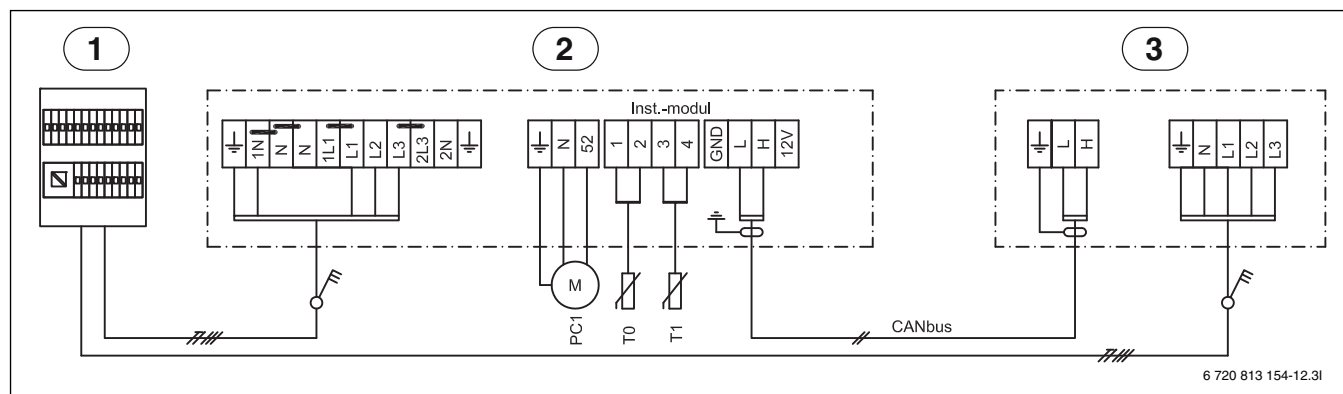 1
2
3
Inst.-modul
1N
N
N
1L1
L1
L2
L3
2L3
2N
N
52
1
2
3
4
GND
L
H
12V
L
H
N
L1
L2
L3
M
PC1
T0
T1
CANbus
6 720 813 154-12.3I